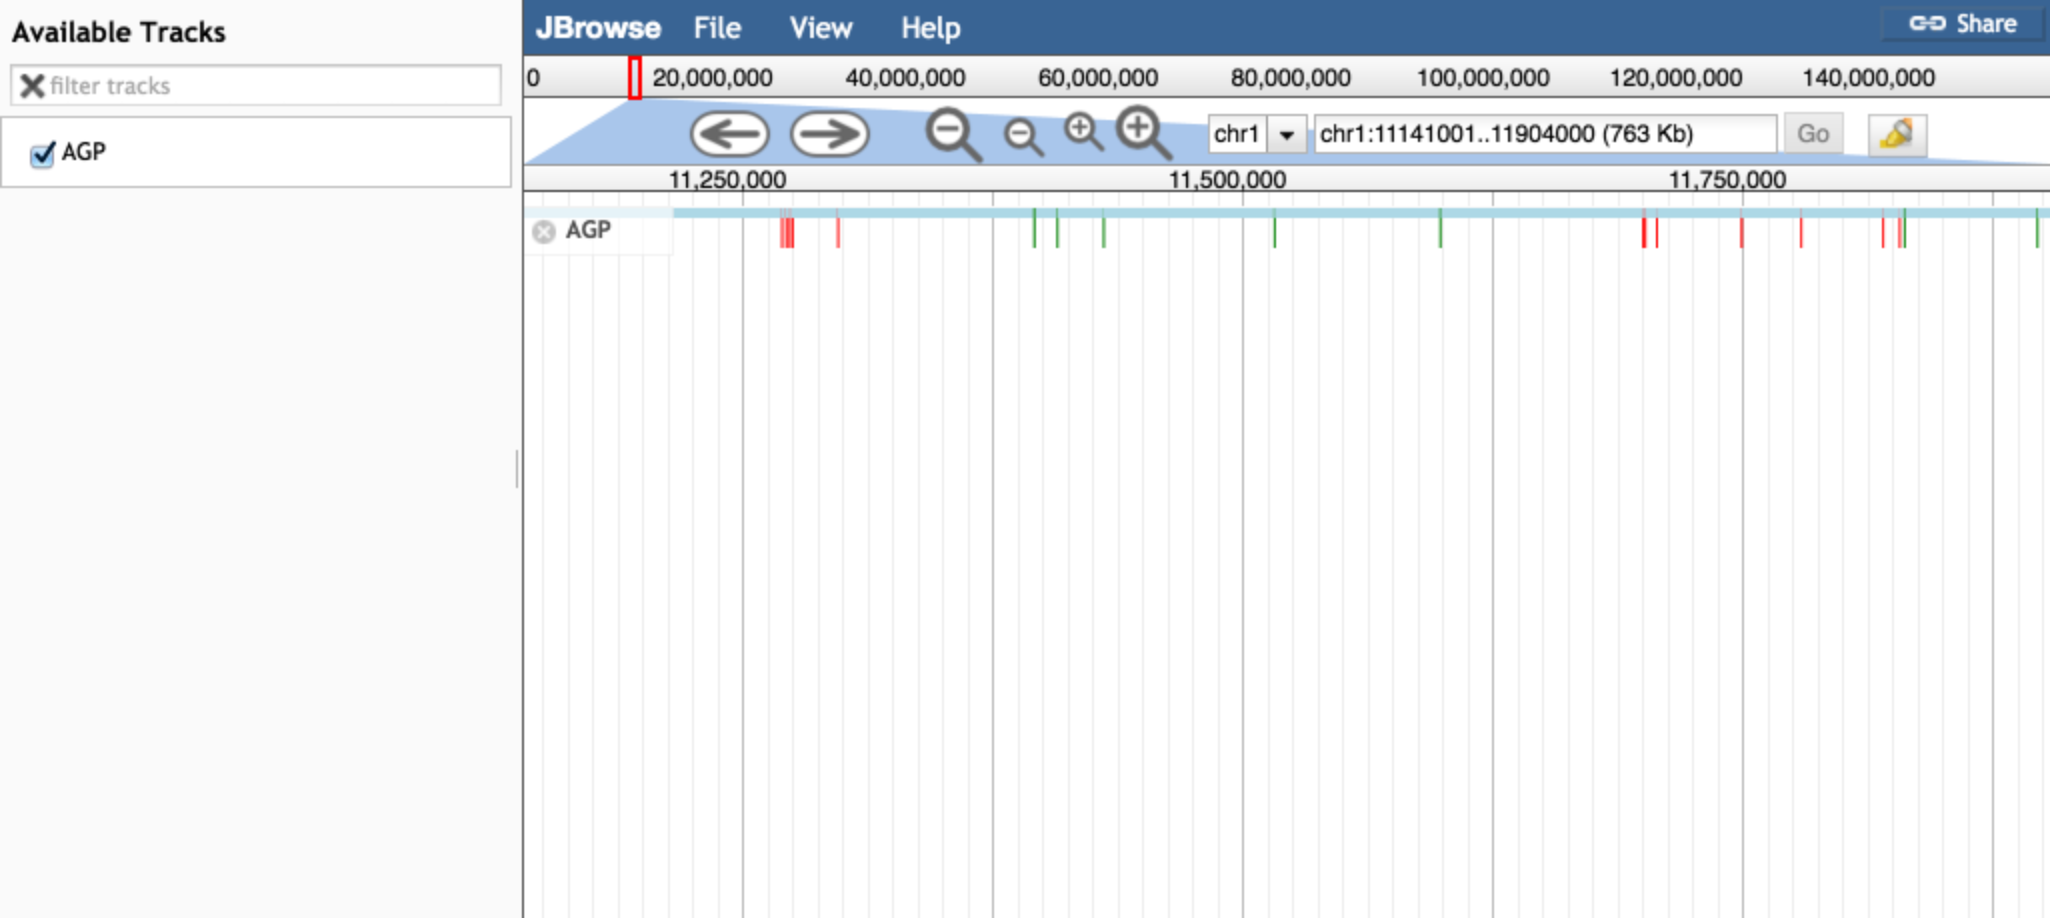 Available Tracks
filter tracks
AGP
JBrowse File View Help Share
0 20,000,000 40,000,000 60,000,000 80,000,000 100,000,000 120,000,000 140,000,000
chr1 chr1:11141001..11904000 (763 Kb) Go
11,250,000 11,500,000 11,750,000
AGP